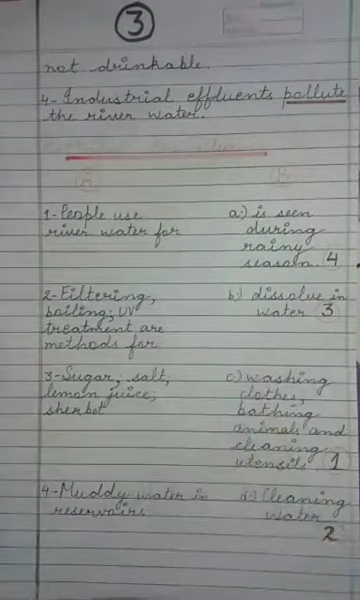 3
not drinkable.
4- Industrial effluents pollute
the river water.
A B
1- People use a) is seen
river water for during
rainy
season. 4
2- Filtering, b) dissolve in
boiling, UV water 3
treatment are
methods for
3- Sugar, salt, c) washing
lemon juice, clothes,
sherbet bathing
animals and
cleaning
utensils 1
4- Muddy water in d) Cleaning
reservoirs water
2